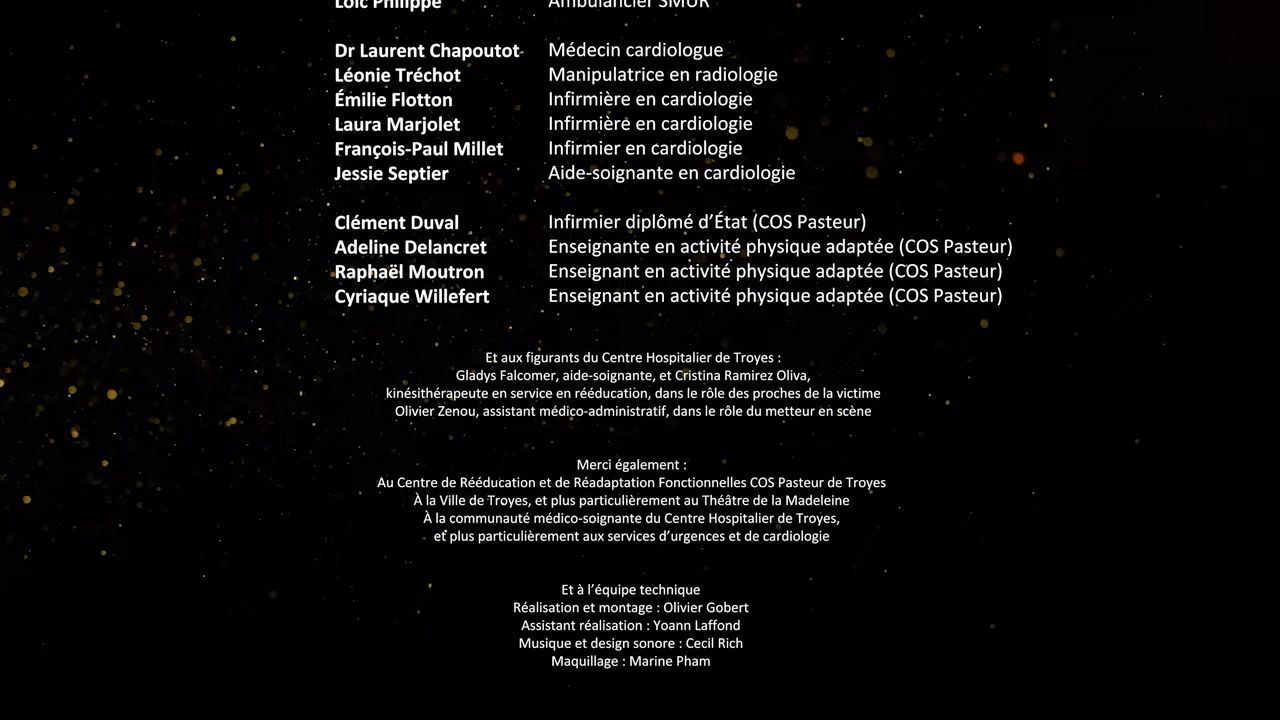 Loïc Philippe Ambulancier SMUR
Dr Laurent Chapoutot Médecin cardiologue
Léonie Tréchot Manipulatrice en radiologie
Émilie Flotton Infirmière en cardiologie
Laura Marjolet Infirmière en cardiologie
François-Paul Millet Infirmier en cardiologie
Jessie Septier Aide-soignante en cardiologie
Clément Duval Infirmier diplômé d’État (COS Pasteur)
Adeline Delancret Enseignante en activité physique adaptée (COS Pasteur)
Raphaël Moutron Enseignant en activité physique adaptée (COS Pasteur)
Cyriaque Willefert Enseignant en activité physique adaptée (COS Pasteur)
Et aux figurants du Centre Hospitalier de Troyes :
Gladys Falcomer, aide-soignante, et Cristina Ramirez Oliva,
kinésithérapeute en service en rééducation, dans le rôle des proches de la victime
Olivier Zenou, assistant médico-administratif, dans le rôle du metteur en scène
Merci également :
Au Centre de Rééducation et de Réadaptation Fonctionnelles COS Pasteur de Troyes
À la Ville de Troyes, et plus particulièrement au Théâtre de la Madeleine
À la communauté médico-soignante du Centre Hospitalier de Troyes,
et plus particulièrement aux services d’urgences et de cardiologie
Et à l’équipe technique
Réalisation et montage : Olivier Gobert
Assistant réalisation : Yoann Laffond
Musique et design sonore : Cecil Rich
Maquillage : Marine Pham